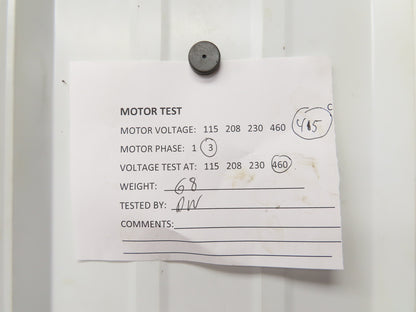 MOTOR TEST
MOTOR VOLTAGE: 115 208 230 460 415
MOTOR PHASE: 1 3
VOLTAGE TEST AT: 115 208 230 460
WEIGHT: 68
TESTED BY: DW
COMMENTS: